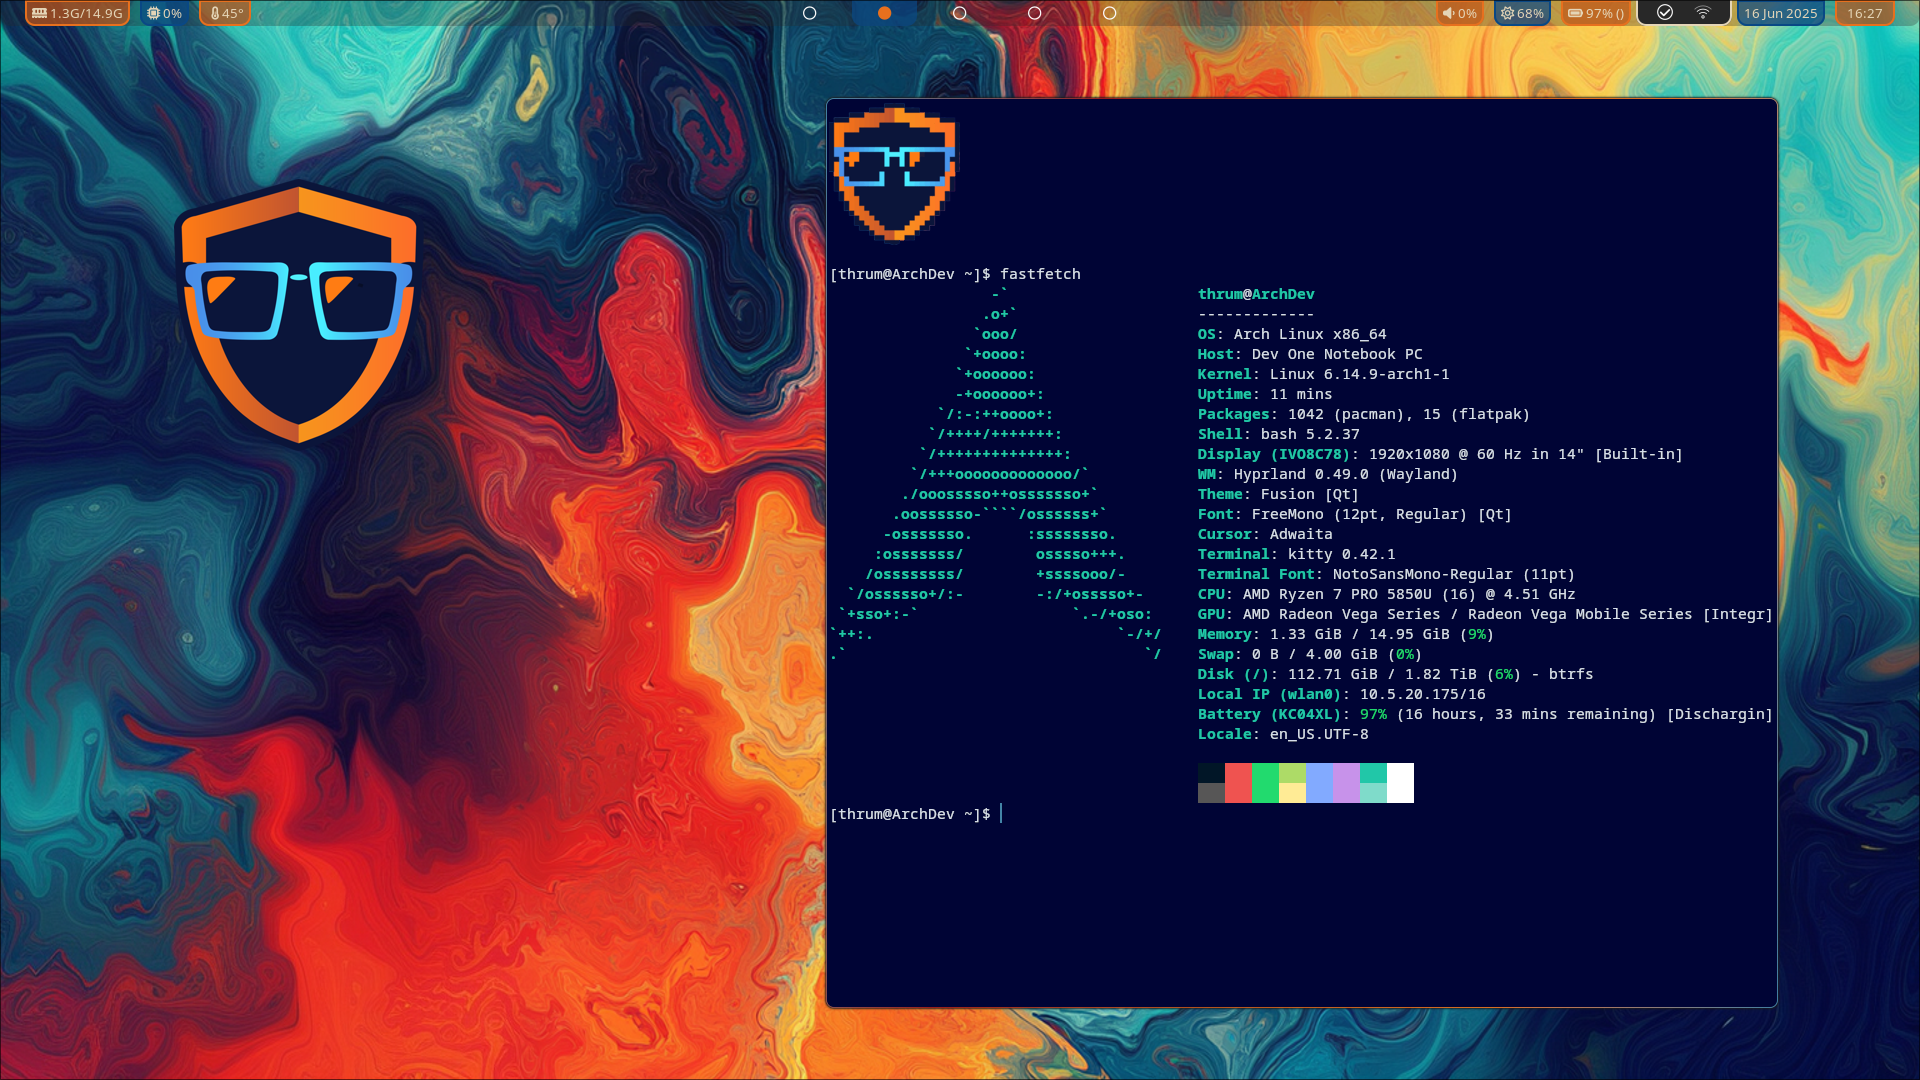 1.3G/14.9G 0% 45° 0% 68% 97% () 16 Jun 2025 16:27
[thrum@ArchDev ~]$ fastfetch
                  -`                     thrum@ArchDev
                 .o+`                    -------------
                `ooo/                    OS: Arch Linux x86_64
               `+oooo:                   Host: Dev One Notebook PC
              `+oooooo:                  Kernel: Linux 6.14.9-arch1-1
              -+oooooo+:                 Uptime: 11 mins
            `/:-:++oooo+:                Packages: 1042 (pacman), 15 (flatpak)
           `/++++/+++++++:               Shell: bash 5.2.37
          `/++++++++++++++:              Display (IVO8C78): 1920x1080 @ 60 Hz in 14" [Built-in]
         `/+++ooooooooooooo/`            WM: Hyprland 0.49.0 (Wayland)
        ./ooosssso++osssssso+`           Theme: Fusion [Qt]
       .oossssso-````/ossssss+`          Font: FreeMono (12pt, Regular) [Qt]
      -osssssso.      :ssssssso.         Cursor: Adwaita
     :osssssss/        osssso+++.        Terminal: kitty 0.42.1
    /ossssssss/        +ssssooo/-        Terminal Font: NotoSansMono-Regular (11pt)
  `/ossssso+/:-        -:/+osssso+-      CPU: AMD Ryzen 7 PRO 5850U (16) @ 4.51 GHz
 `+sso+:-`                 `.-/+oso:     GPU: AMD Radeon Vega Series / Radeon Vega Mobile Series [Integr]
`++:.                           `-/+/    Memory: 1.33 GiB / 14.95 GiB (9%)
.`                                 `/    Swap: 0 B / 4.00 GiB (0%)
Disk (/): 112.71 GiB / 1.82 TiB (6%) - btrfs
Local IP (wlan0): 10.5.20.175/16
Battery (KC04XL): 97% (16 hours, 33 mins remaining) [Dischargin]
Locale: en_US.UTF-8
[thrum@ArchDev ~]$